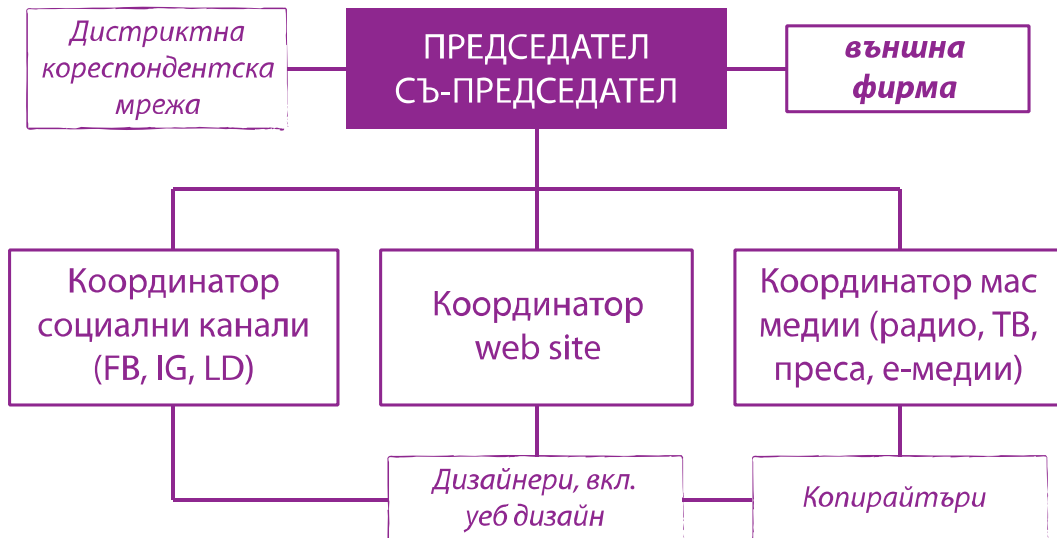 Дистриктна
кореспондентска
мрежа
ПРЕДСЕДАТЕЛ
СЪ-ПРЕДСЕДАТЕЛ
външна
фирма
Координатор
социални канали
(FB, IG, LD)
Координатор
web site
Координатор мас
медии (радио, ТВ,
преса, е-медии)
Дизайнери, вкл.
уеб дизайн
Копирайтъри